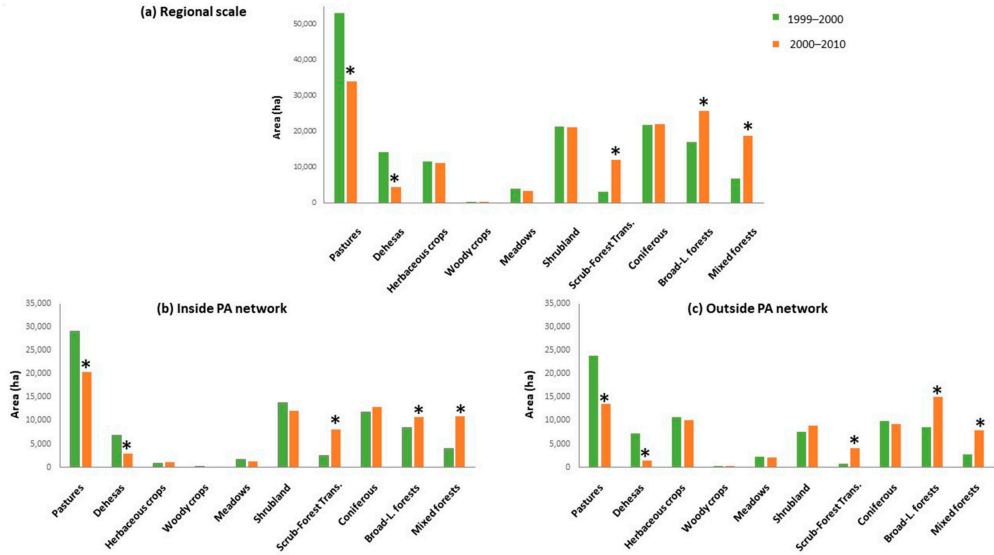 (a) Regional scale
1999–2000
2000–2010
Area (ha)
50,000
40,000
30,000
20,000
10,000
0
*
*
*
*
*
Pastures
Dehesas
Herbaceous crops
Woody crops
Meadows
Shrubland
Scrub-Forest Trans.
Coniferous
Broad-L. forests
Mixed forests
(b) Inside PA network
Area (ha)
35,000
30,000
25,000
20,000
15,000
10,000
5,000
0
*
*
*
*
*
Pastures
Dehesas
Herbaceous crops
Woody crops
Meadows
Shrubland
Scrub-Forest Trans.
Coniferous
Broad-L. forests
Mixed forests
(c) Outside PA network
Area (ha)
35,000
30,000
25,000
20,000
15,000
10,000
5,000
0
*
*
*
*
*
Pastures
Dehesas
Herbaceous crops
Woody crops
Meadows
Shrubland
Scrub-Forest Trans.
Coniferous
Broad-L. forests
Mixed forests